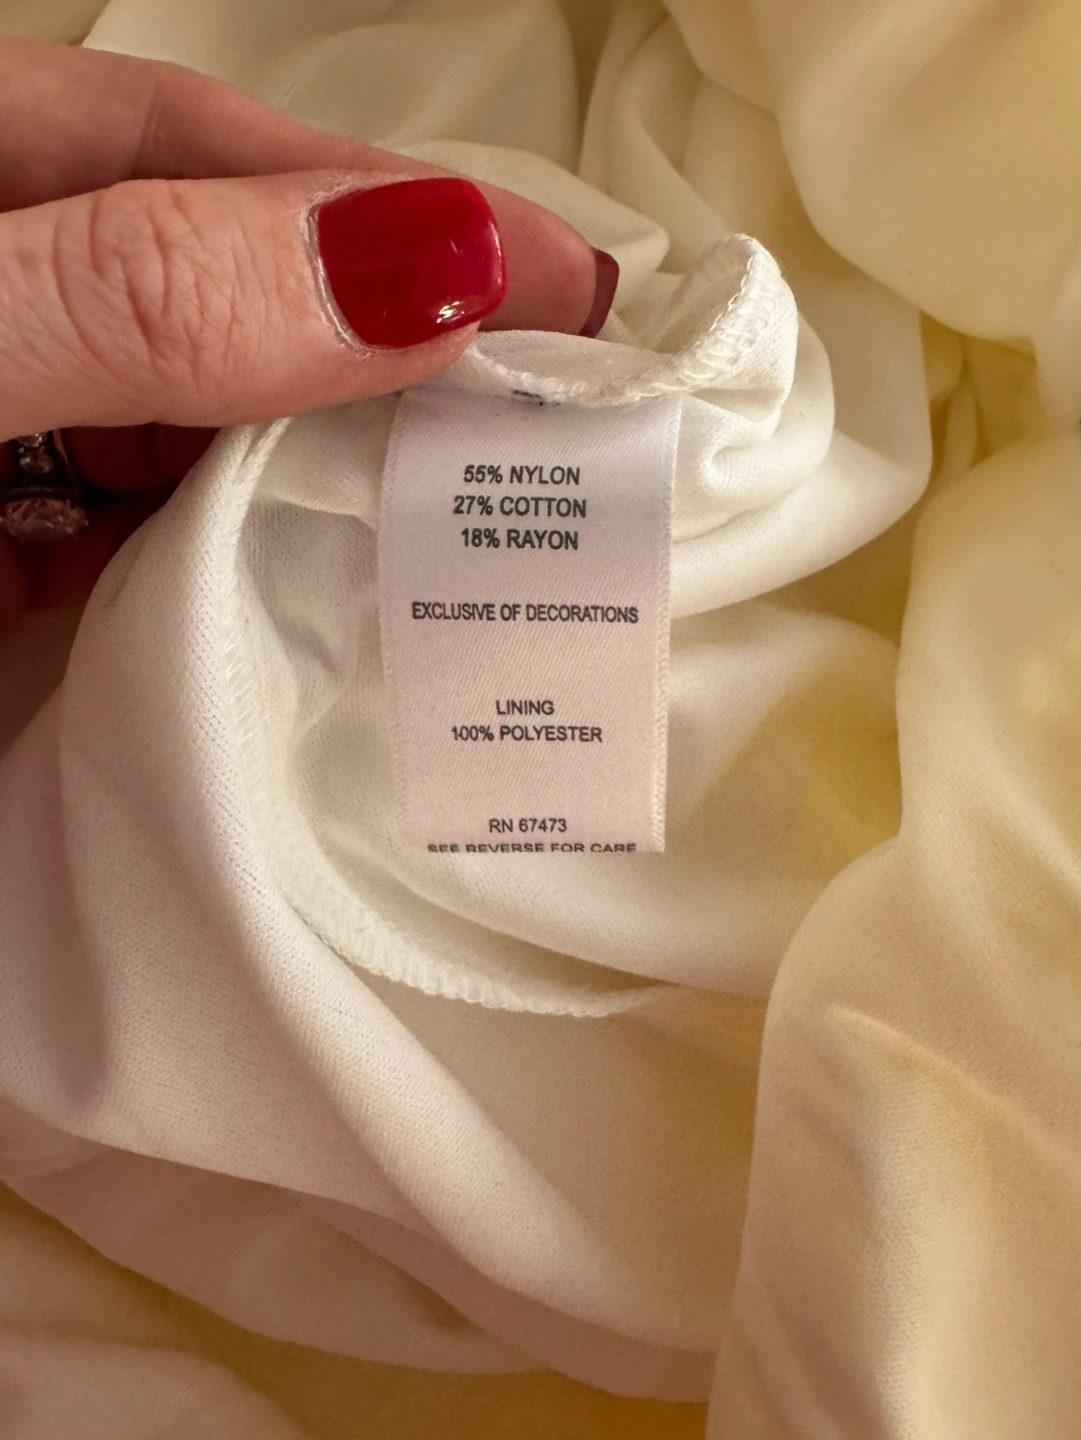 55% NYLON
27% COTTON
18% RAYON
EXCLUSIVE OF DECORATIONS
LINING
100% POLYESTER
RN 67473
SEE REVERSE FOR CARE